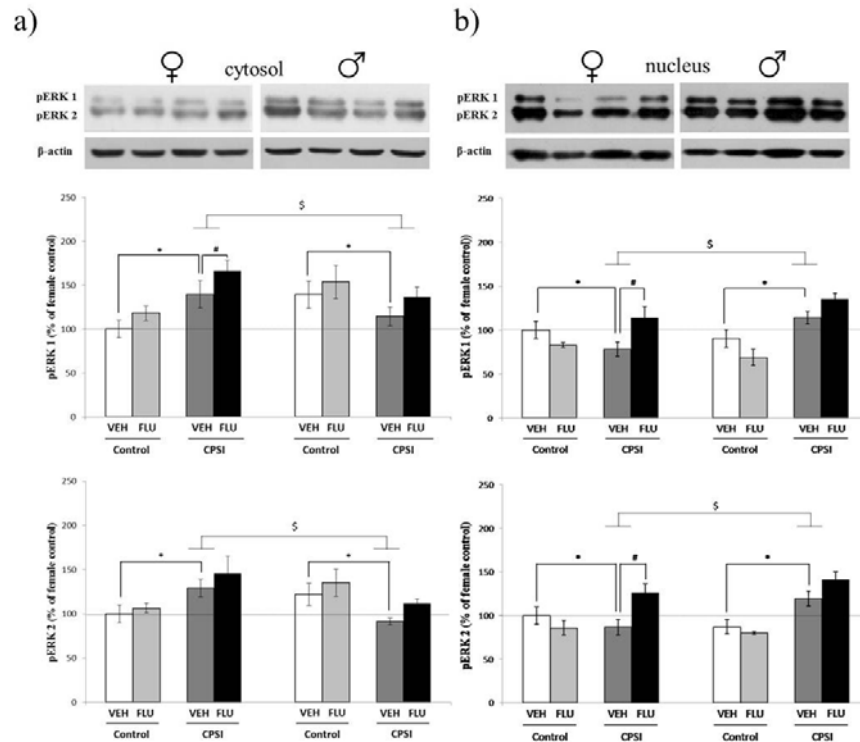 a)
♀ cytosol ♂
pERK 1
pERK 2
β-actin
250
200
150
100
50
0
pERK 1 (% of female control)
$
*
#
*
VEH FLU VEH FLU VEH FLU VEH FLU
Control CPSI Control CPSI
250
200
150
100
50
0
pERK 2 (% of female control)
$
+
+
VEH FLU VEH FLU VEH FLU VEH FLU
Control CPSI Control CPSI
b)
♀ nucleus ♂
pERK 1
pERK 2
β-actin
250
200
150
100
50
0
pERK1 (% of female control))
$
*
#
*
VEH FLU VEH FLU VEH FLU VEH FLU
Control CPSI Control CPSI
250
200
150
100
50
0
pERK 2 (% of female control)
$
*
#
*
VEH FLU VEH FLU VEH FLU VEH FLU
Control CPSI Control CPSI